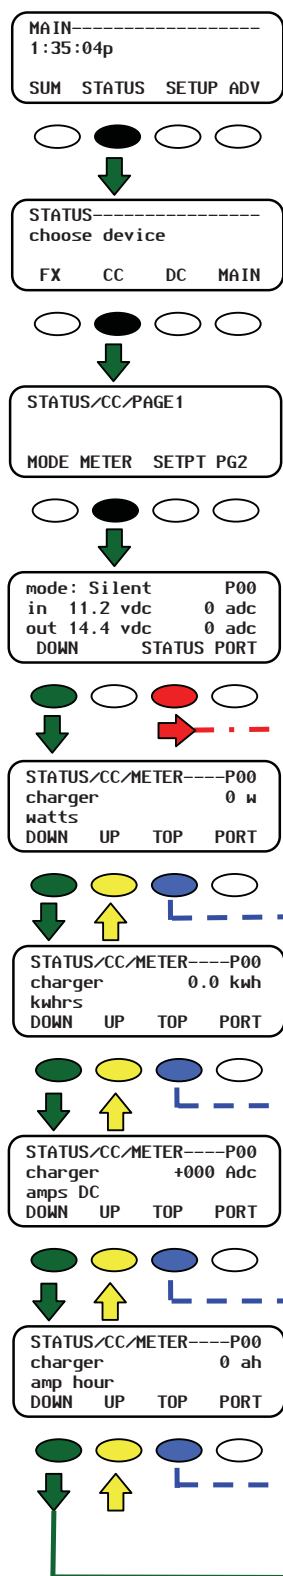 MAIN-------------------
1:35:04p
SUM STATUS SETUP ADV
STATUS-----------------
choose device
FX CC DC MAIN
STATUS/CC/PAGE1
MODE METER SETPT PG2
mode: Silent P00
in 11.2 vdc 0 adc
out 14.4 vdc 0 adc
DOWN STATUS PORT
STATUS/CC/METER----P00
charger 0 w
watts
DOWN UP TOP PORT
STATUS/CC/METER----P00
charger 0.0 kwh
kwhrs
DOWN UP TOP PORT
STATUS/CC/METER----P00
charger +000 Adc
amps DC
DOWN UP TOP PORT
STATUS/CC/METER----P00
charger 0 ah
amp hour
DOWN UP TOP PORT